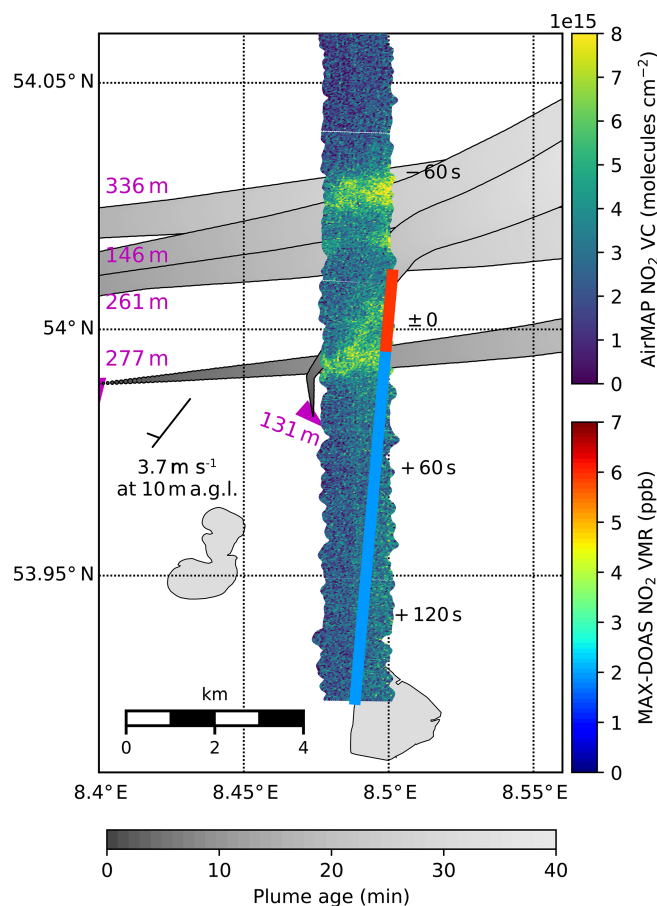 1e15
54.05° N
54° N
53.95° N
8.4° E
8.45° E
8.5° E
8.55° E
336 m
146 m
261 m
277 m
131 m
−60 s
±0
+60 s
+120 s
3.7 m s⁻¹
at 10 m a.g.l.
km
0 2 4
8
7
6
5
4
3
2
1
0
AirMAP NO₂ VC (molecules cm⁻²)
7
6
5
4
3
2
1
0
MAX-DOAS NO₂ VMR (ppb)
0 10 20 30 40
Plume age (min)